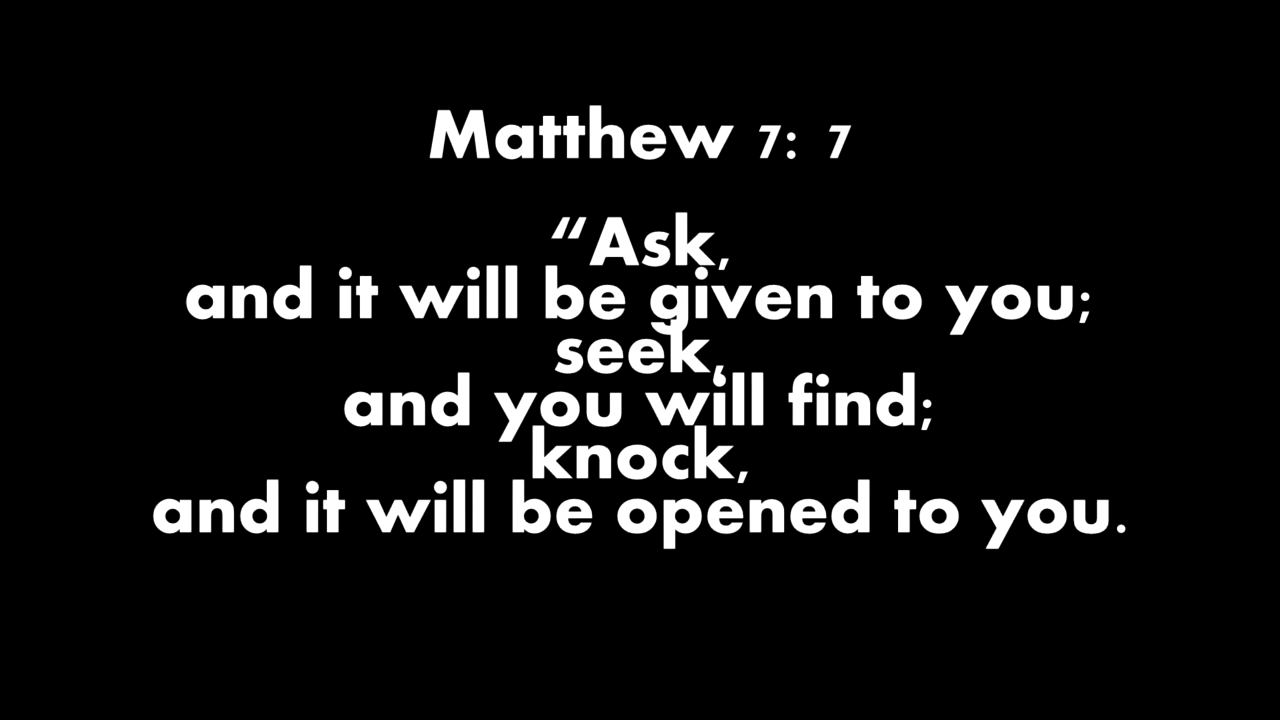 Matthew 7: 7
“Ask,
and it will be given to you;
seek,
and you will find;
knock,
and it will be opened to you.